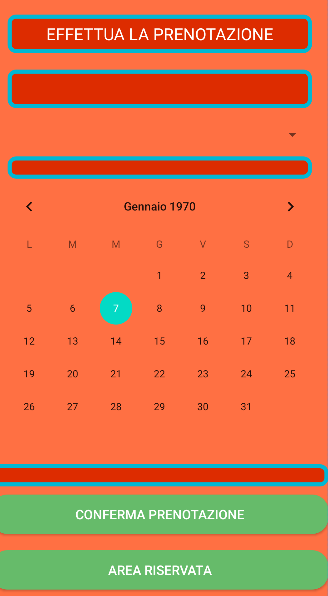 EFFETTUA LA PRENOTAZIONE
Gennaio 1970
L M M G V S D
1 2 3 4
5 6 7 8 9 10 11
12 13 14 15 16 17 18
19 20 21 22 23 24 25
26 27 28 29 30 31
CONFERMA PRENOTAZIONE
AREA RISERVATA